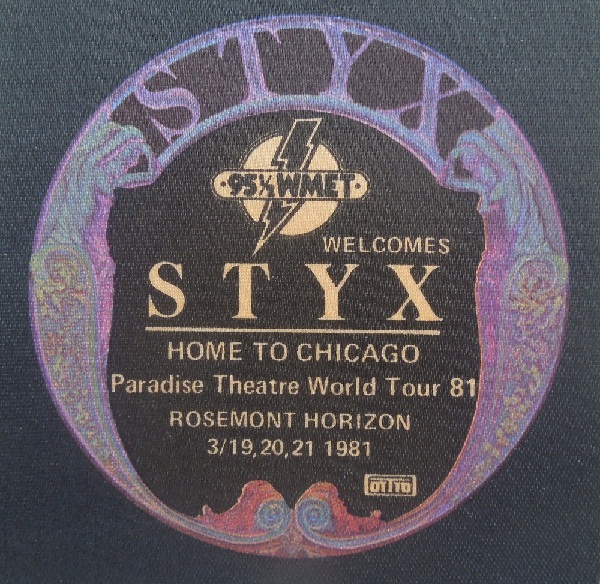 STYX
95½ WMET
WELCOMES
STYX
HOME TO CHICAGO
Paradise Theatre World Tour 81
ROSEMONT HORIZON
3/19,20,21 1981
OTTO